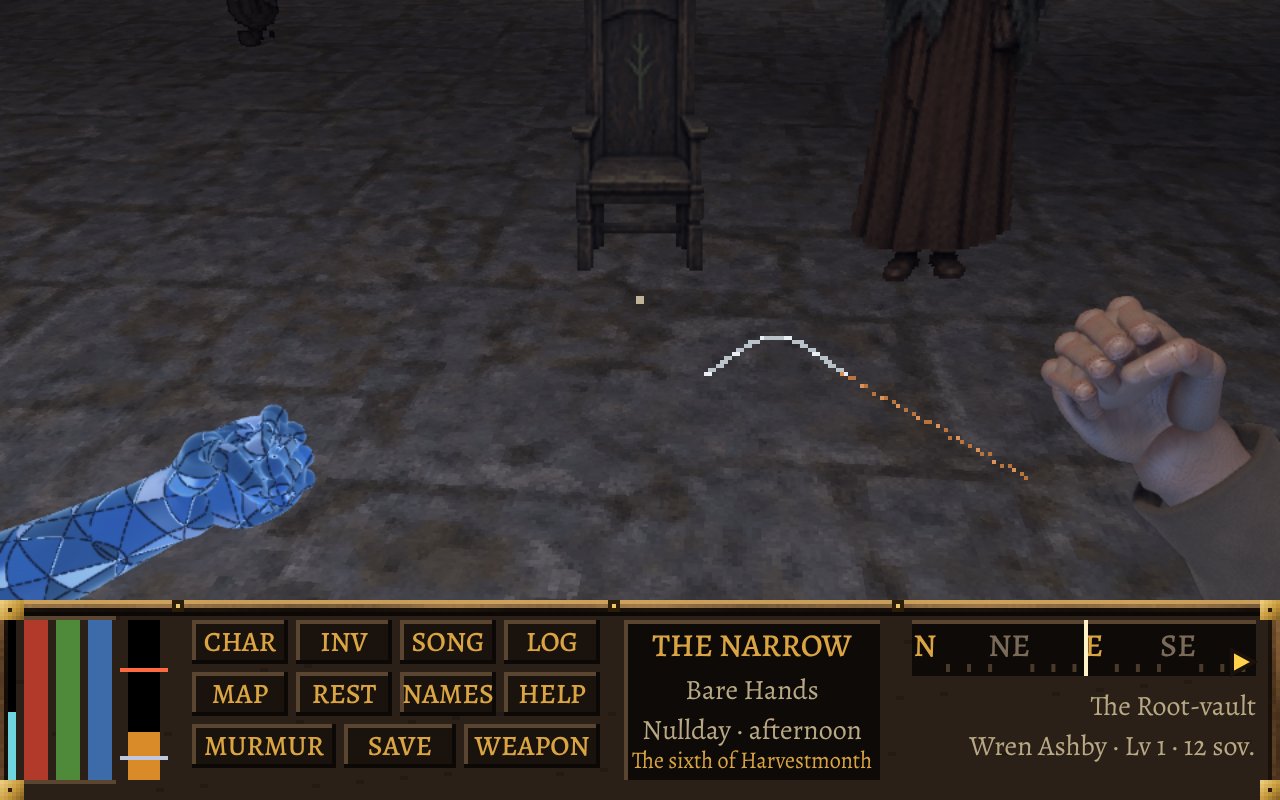 CHAR INV SONG LOG
MAP REST NAMES HELP
MURMUR SAVE WEAPON
THE NARROW
Bare Hands
Nullday · afternoon
The sixth of Harvestmonth
N NE E SE
The Root-vault
Wren Ashby · Lv 1 · 12 sov.